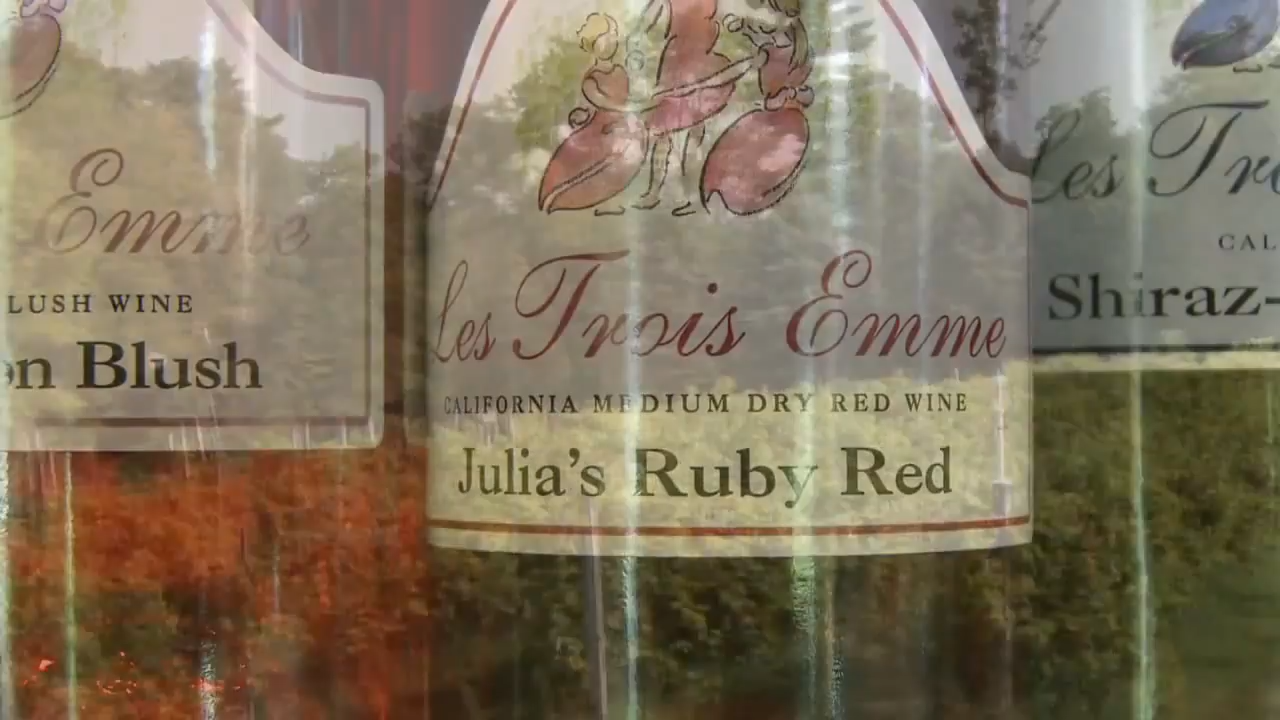 Emme
LUSH WINE
on Blush
Les Trois Emme
CALIFORNIA MEDIUM DRY RED WINE
Julia's Ruby Red
Les Tro
CAL
Shiraz-